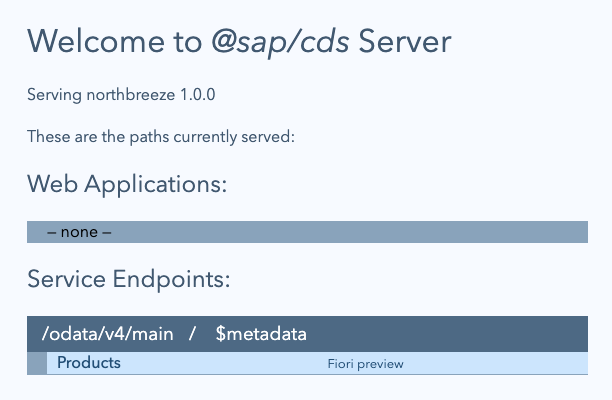 Welcome to @sap/cds Server
Serving northbreeze 1.0.0
These are the paths currently served:
Web Applications:
– none –
Service Endpoints:
/odata/v4/main / $metadata
Products Fiori preview